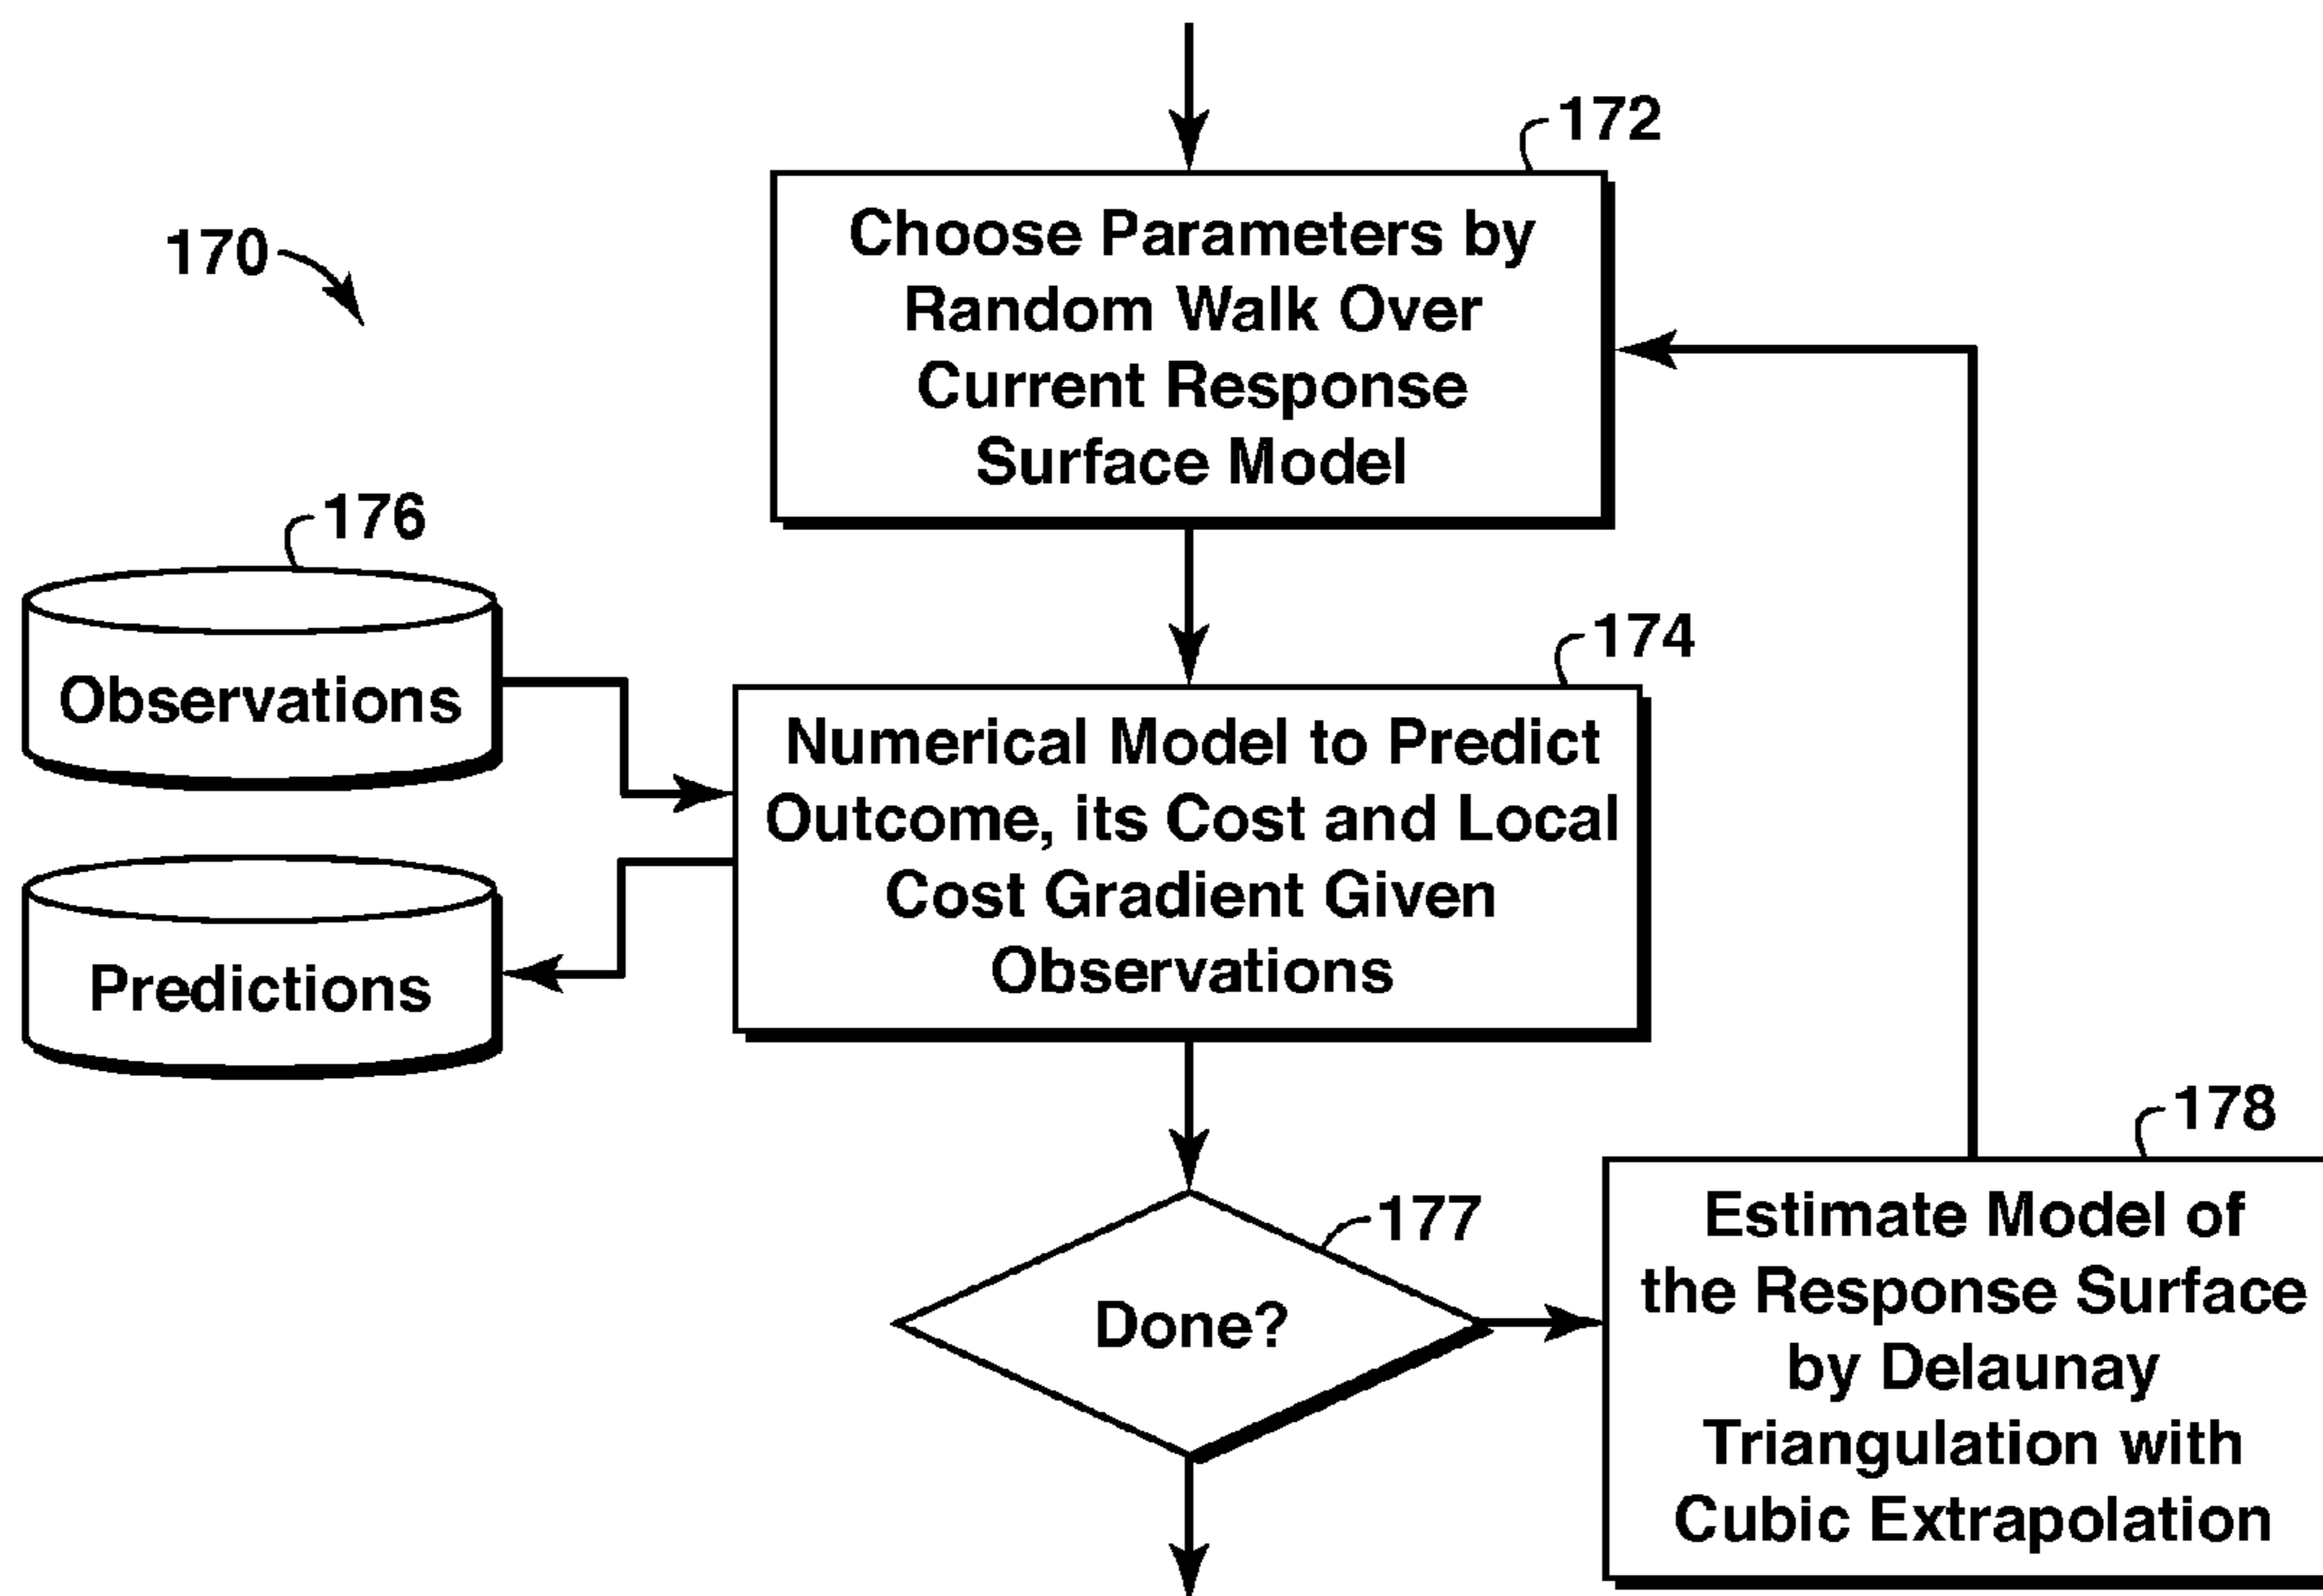 172
Choose Parameters by
Random Walk Over
Current Response
Surface Model
170
176
Observations
Predictions
174
Numerical Model to Predict
Outcome, its Cost and Local
Cost Gradient Given
Observations
177
Done?
178
Estimate Model of
the Response Surface
by Delaunay
Triangulation with
Cubic Extrapolation